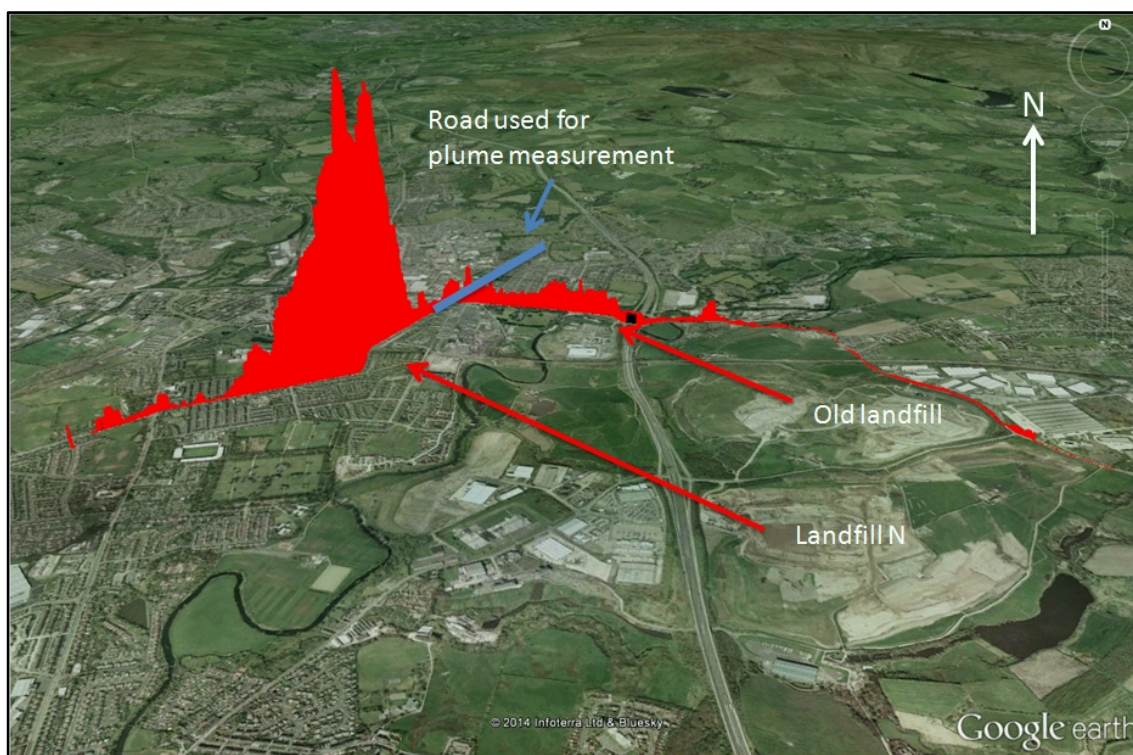 N
N
Road used for
plume measurement
Old landfill
Landfill N
© 2014 Infoterra Ltd & Bluesky
Google earth